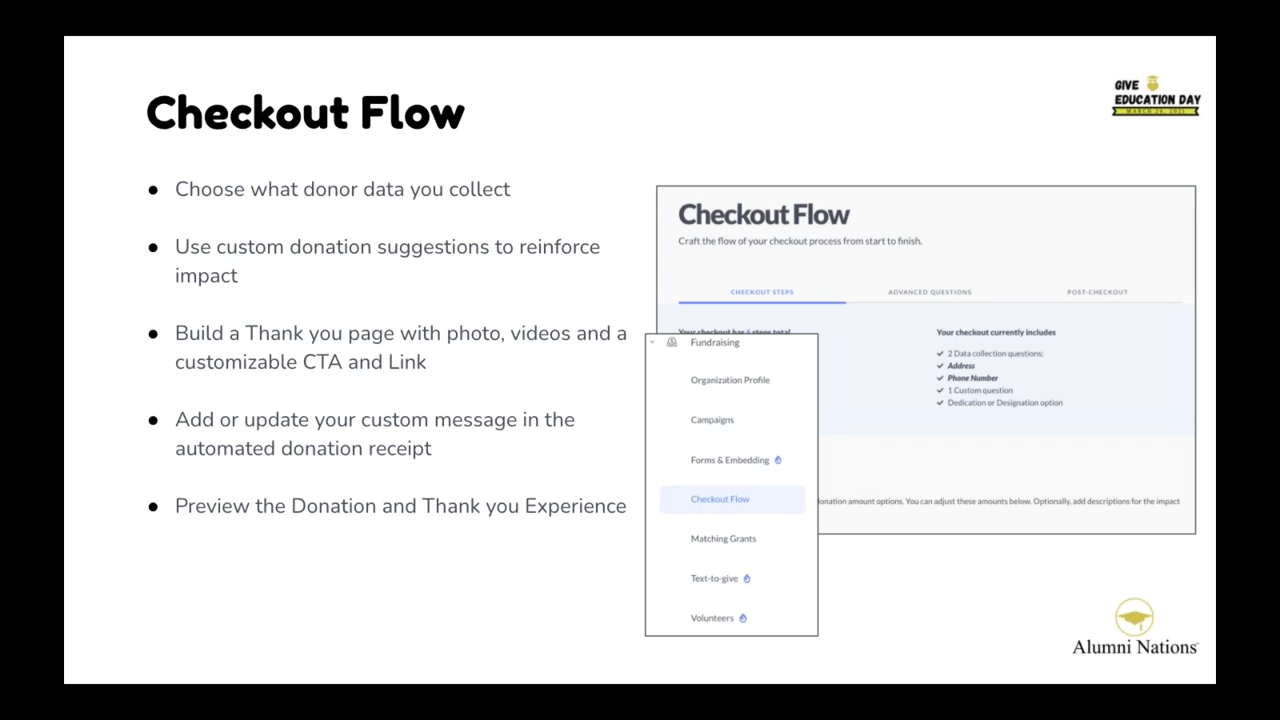 Checkout Flow
GIVE
EDUCATION DAY
● Choose what donor data you collect
● Use custom donation suggestions to reinforce
impact
● Build a Thank you page with photo, videos and a
customizable CTA and Link
● Add or update your custom message in the
automated donation receipt
● Preview the Donation and Thank you Experience
Checkout Flow
Craft the flow of your checkout process from start to finish.
CHECKOUT STEPS
ADVANCED QUESTIONS
POST-CHECKOUT
Your checkout currently includes
✓ 2 Data collection questions:
✓ Address
✓ Phone Number
✓ 1 Custom question
✓ Dedication or Designation option
amount options. You can adjust these amounts below. Optionally, add descriptions for the impact
Fundraising
Organization Profile
Campaigns
Forms & Embedding
Checkout Flow
Matching Grants
Text-to-give
Volunteers
Alumni Nations